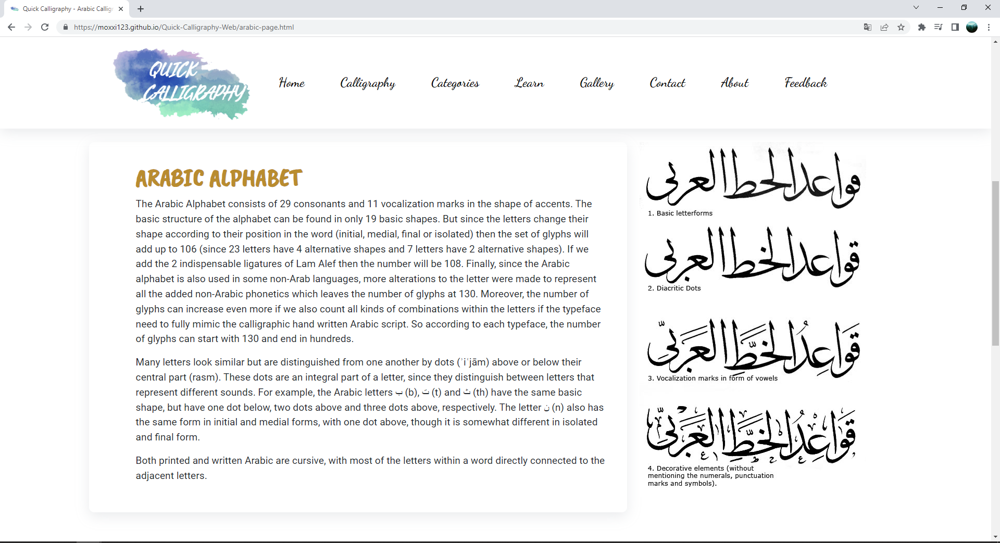 Quick Calligraphy - Arabic Callig
https://moxxi123.github.io/Quick-Calligraphy-Web/arabic-page.html
QUICK
CALLIGRAPHY
Home
Calligraphy
Categories
Learn
Gallery
Contact
About
Feedback
ARABIC ALPHABET
The Arabic Alphabet consists of 29 consonants and 11 vocalization marks in the shape of accents. The
basic structure of the alphabet can be found in only 19 basic shapes. But since the letters change their
shape according to their position in the word (initial, medial, final or isolated) then the set of glyphs will
add up to 106 (since 23 letters have 4 alternative shapes and 7 letters have 2 alternative shapes). If we
add the 2 indispensable ligatures of Lam Alef then the number will be 108. Finally, since the Arabic
alphabet is also used in some non-Arab languages, more alterations to the letter were made to represent
all the added non-Arabic phonetics which leaves the number of glyphs at 130. Moreover, the number of
glyphs can increase even more if we also count all kinds of combinations within the letters if the typeface
need to fully mimic the calligraphic hand written Arabic script. So according to each typeface, the number
of glyphs can start with 130 and end in hundreds.
Many letters look similar but are distinguished from one another by dots (ʾiʿjām) above or below their
central part (rasm). These dots are an integral part of a letter, since they distinguish between letters that
represent different sounds. For example, the Arabic letters ب (b), ت (t) and ث (th) have the same basic
shape, but have one dot below, two dots above and three dots above, respectively. The letter ن (n) also has
the same form in initial and medial forms, with one dot above, though it is somewhat different in isolated
and final form.
Both printed and written Arabic are cursive, with most of the letters within a word directly connected to the
adjacent letters.
قواعد الخط العربي
1. Basic letterforms
قواعد الخط العربي
2. Diacritic Dots
قَوَاعِدُ الخَطِّ العَرَبيِّ
3. Vocalization marks in form of vowels
قَوَاعِدُ الخَطِّ العَرَبيِّ
4. Decorative elements (without
mentioning the numerals, punctuation
marks and symbols).